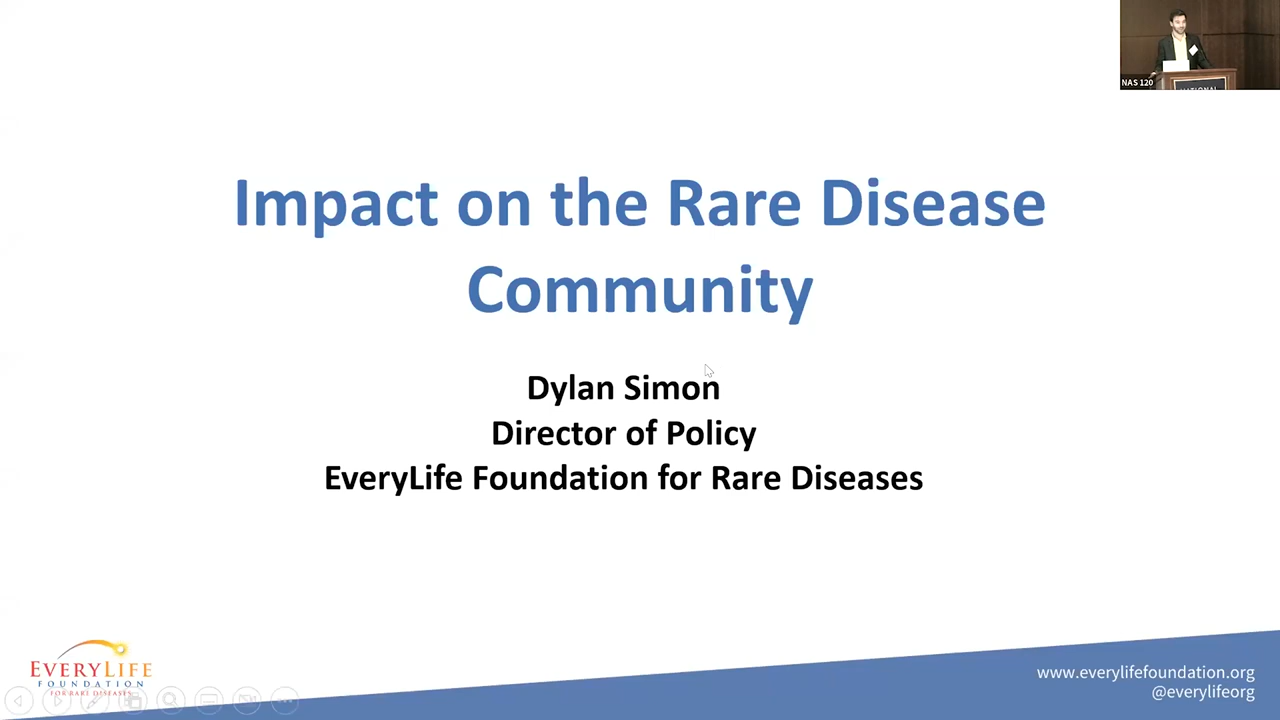 NAS 120
NATIONAL
Impact on the Rare Disease
Community
Dylan Simon
Director of Policy
EveryLife Foundation for Rare Diseases
EVERYLIFE
FOUNDATION
FOR RARE DISEASES
www.everylifefoundation.org
@everylifeorg